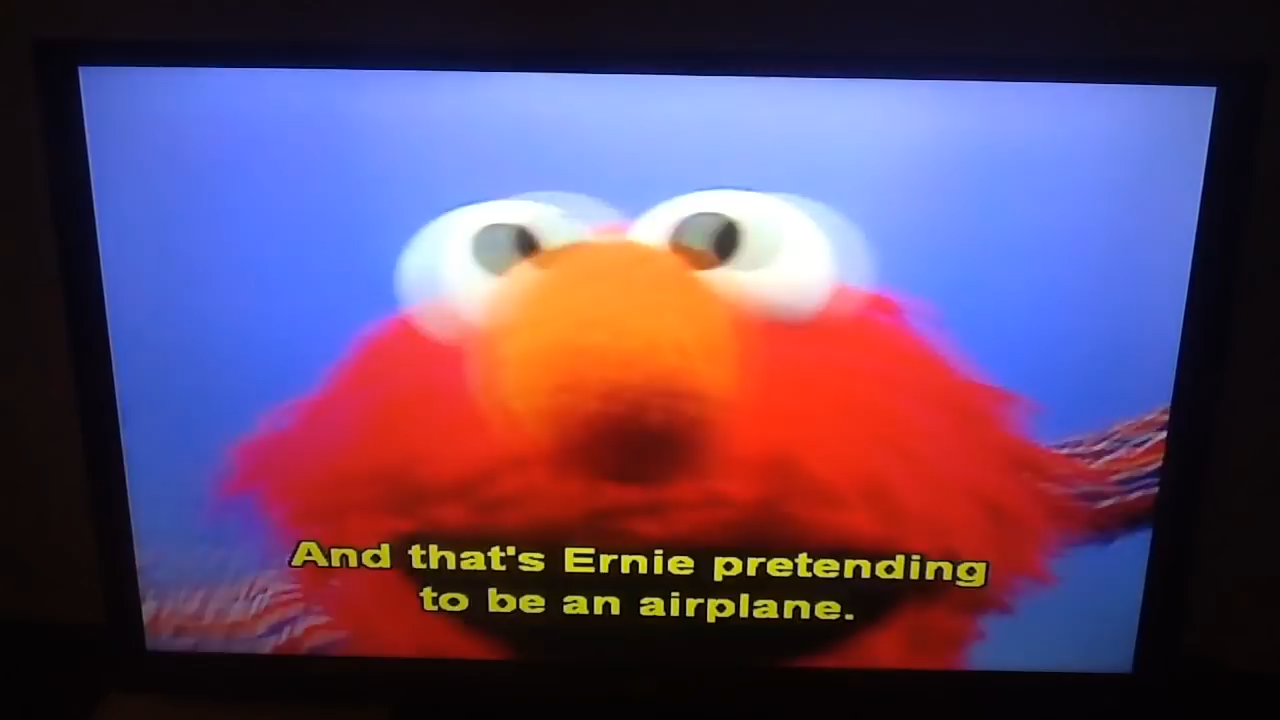 And that's Ernie pretending
to be an airplane.